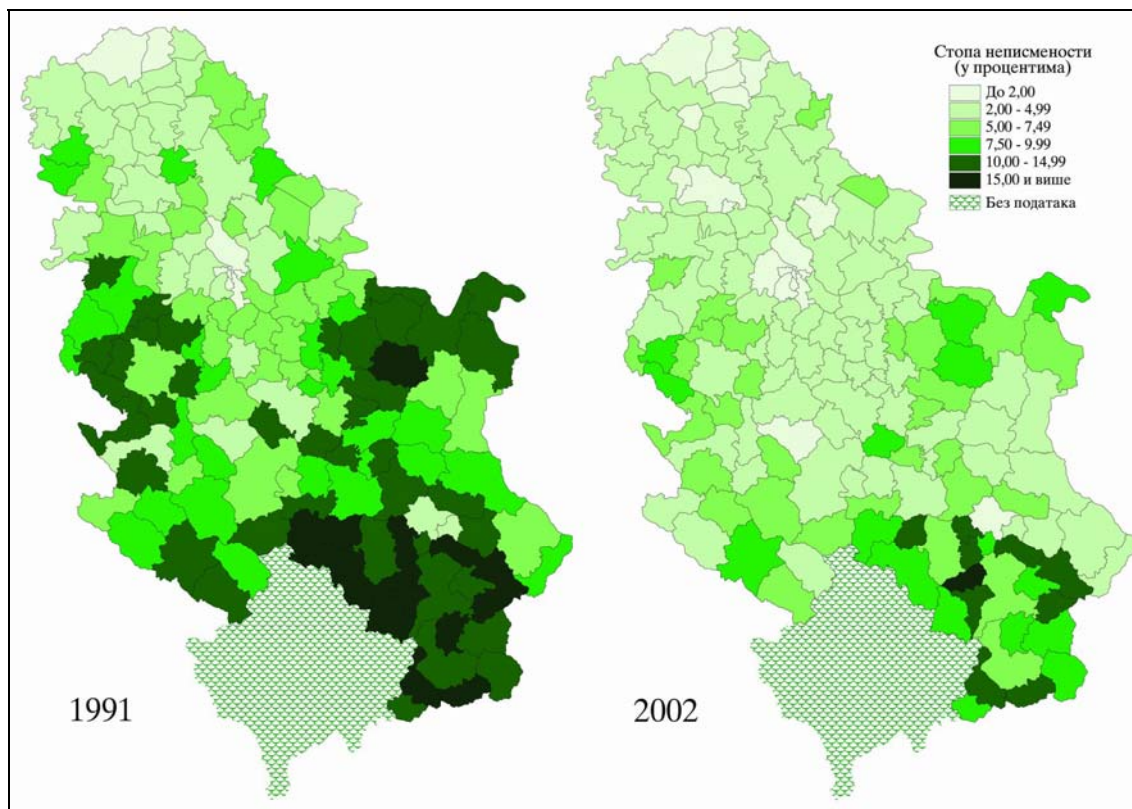 Стопа неписмености
(у процентима)
До 2,00
2,00 - 4,99
5,00 - 7,49
7,50 - 9.99
10,00 - 14,99
15,00 и више
Без података
1991
2002